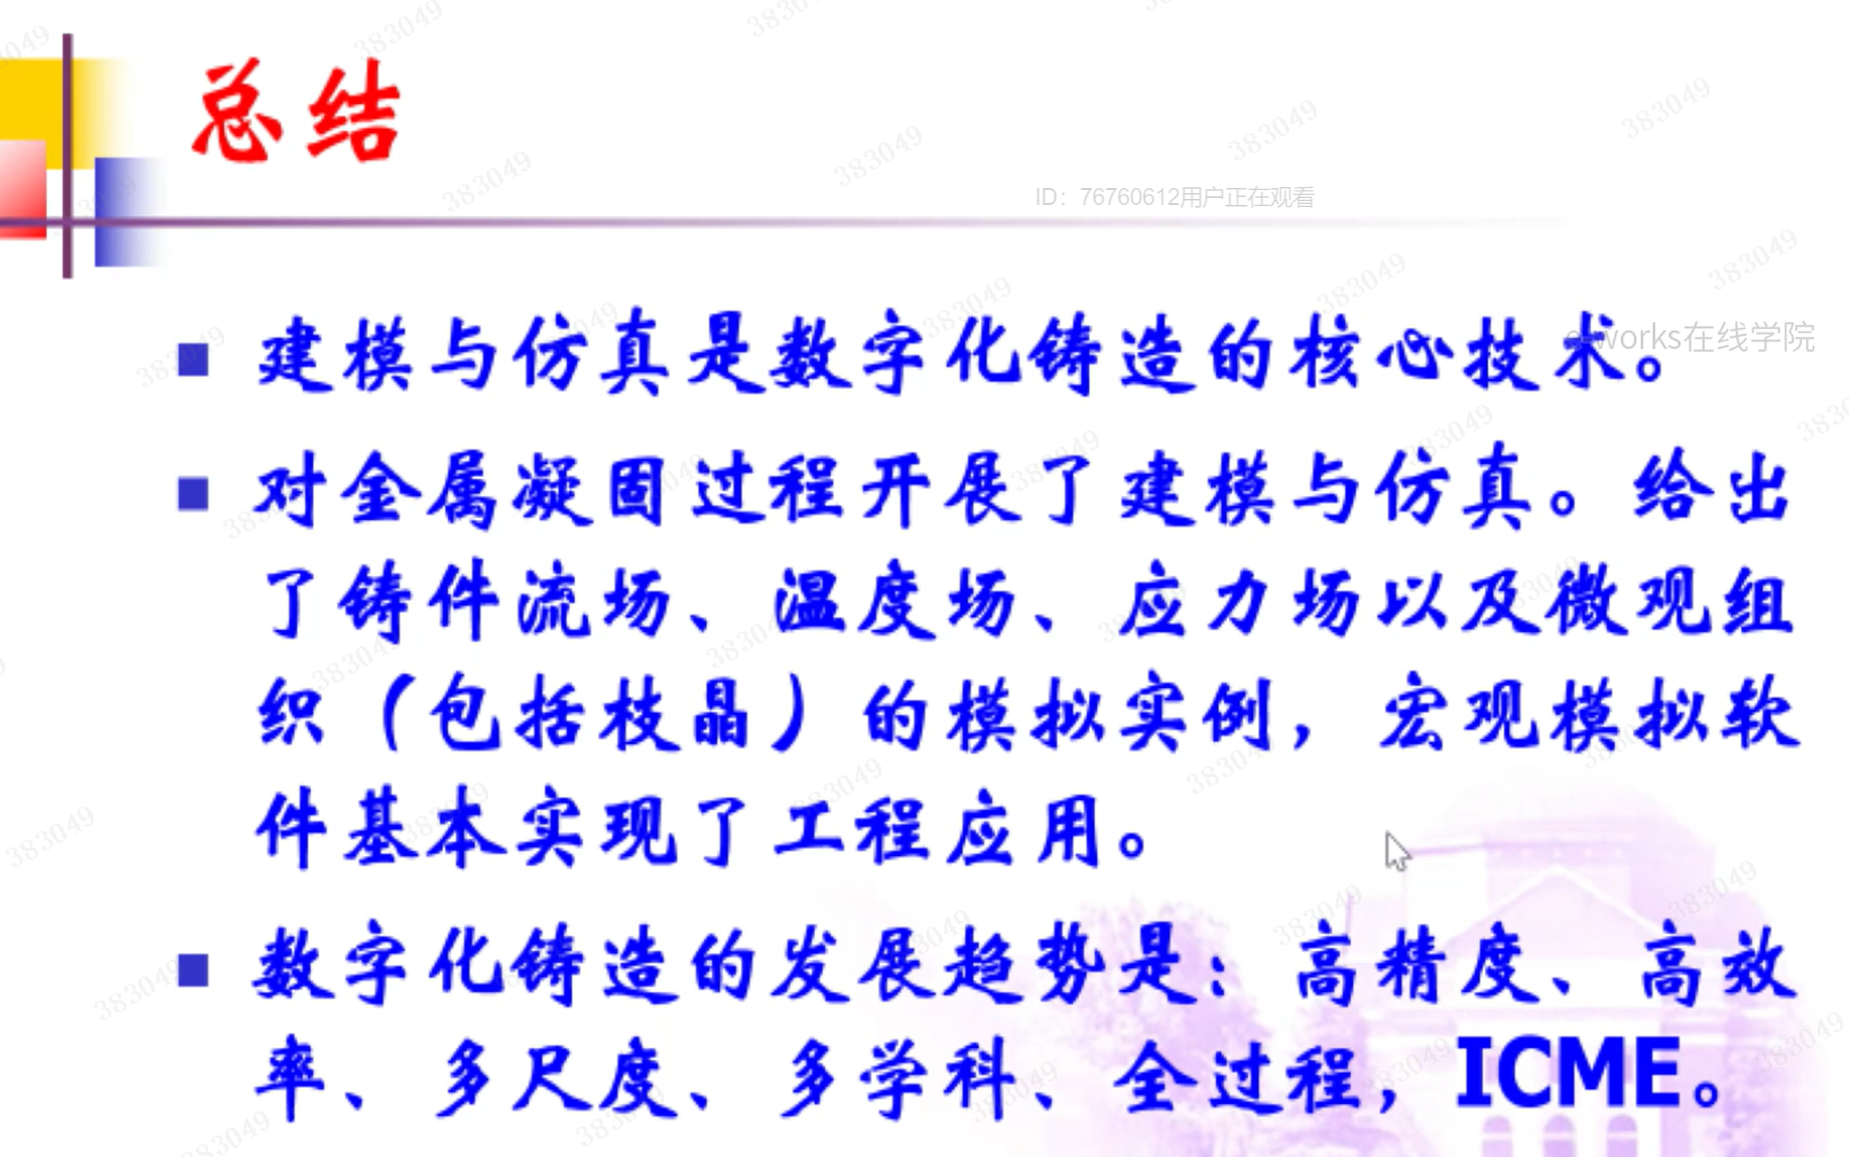 总结
ID：76760612用户正在观看
建模与仿真是数字化铸造的核心技术。
e-works在线学院
对金属凝固过程开展了建模与仿真。给出
了铸件流场、温度场、应力场以及微观组
织（包括枝晶）的模拟实例，宏观模拟软
件基本实现了工程应用。
数字化铸造的发展趋势是：高精度、高效
率、多尺度、多学科、全过程，ICME。
383049